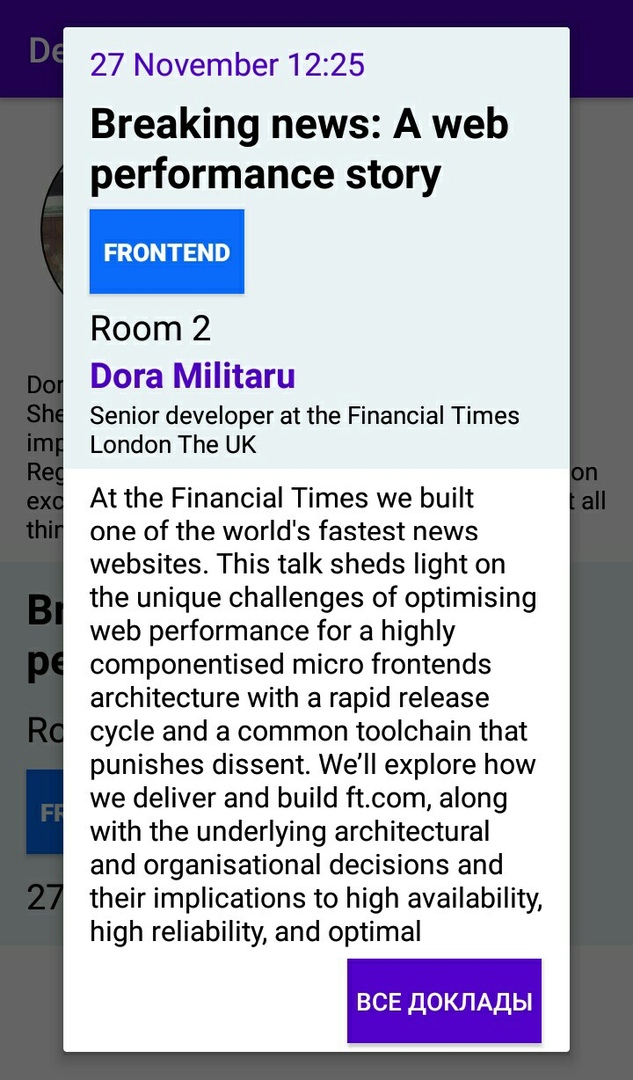 27 November 12:25
Breaking news: A web
performance story
FRONTEND
Room 2
Dora Militaru
Senior developer at the Financial Times
London The UK
At the Financial Times we built
one of the world's fastest news
websites. This talk sheds light on
the unique challenges of optimising
web performance for a highly
componentised micro frontends
architecture with a rapid release
cycle and a common toolchain that
punishes dissent. We’ll explore how
we deliver and build ft.com, along
with the underlying architectural
and organisational decisions and
their implications to high availability,
high reliability, and optimal
ВСЕ ДОКЛАДЫ